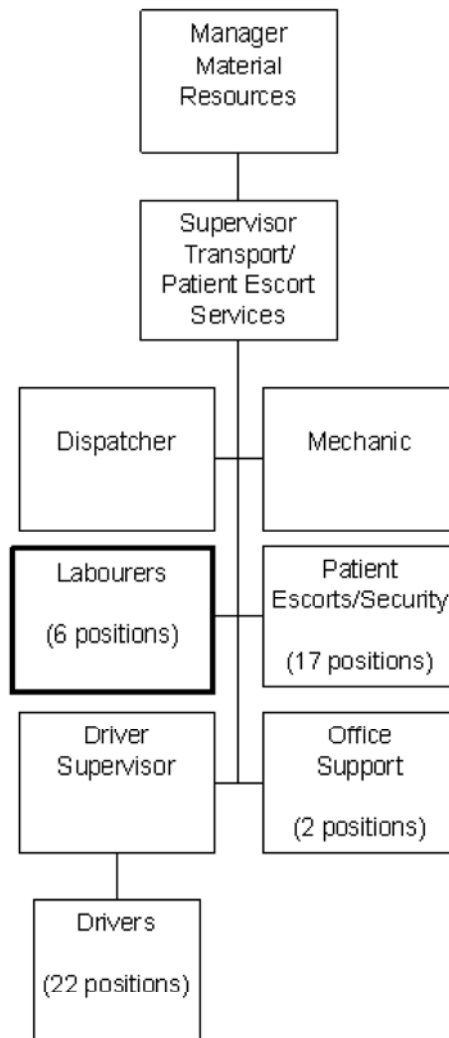 Manager
Material
Resources
Supervisor
Transport/
Patient Escort
Services
Dispatcher
Mechanic
Labourers
(6 positions)
Patient
Escorts/Security
(17 positions)
Driver
Supervisor
Office
Support
(2 positions)
Drivers
(22 positions)